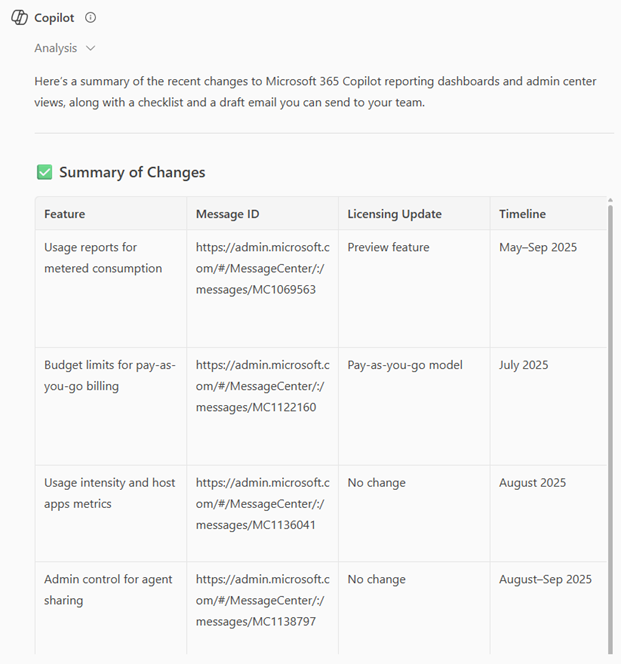 Copilot
Analysis
Here's a summary of the recent changes to Microsoft 365 Copilot reporting dashboards and admin center
views, along with a checklist and a draft email you can send to your team.
Summary of Changes
Feature Message ID Licensing Update Timeline
Usage reports for https://admin.microsoft.c Preview feature May–Sep 2025
metered consumption om/#/MessageCenter/:/
messages/MC1069563
Budget limits for pay-as- https://admin.microsoft.c Pay-as-you-go model July 2025
you-go billing om/#/MessageCenter/:/
messages/MC1122160
Usage intensity and host https://admin.microsoft.c No change August 2025
apps metrics om/#/MessageCenter/:/
messages/MC1136041
Admin control for agent https://admin.microsoft.c No change August–Sep 2025
sharing om/#/MessageCenter/:/
messages/MC1138797